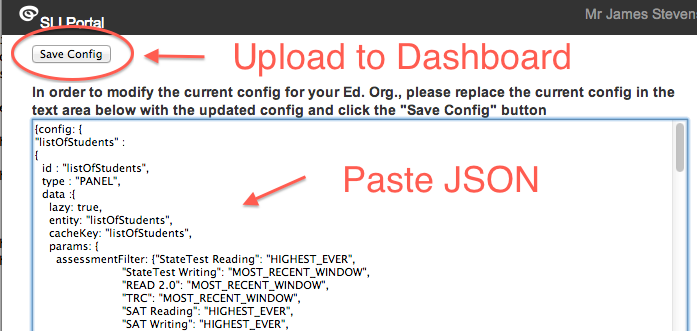 SLI Portal
Mr James Stevens
Save Config
Upload to Dashboard
In order to modify the current config for your Ed. Org., please replace the current config in the
text area below with the updated config and click the "Save Config" button
{config: {
"listOfStudents" :
{
id : "listOfStudents",
type : "PANEL",
data :{
lazy: true,
entity: "listOfStudents",
cacheKey: "listOfStudents",
params: {
assessmentFilter: {"StateTest Reading": "HIGHEST_EVER",
"StateTest Writing": "MOST_RECENT_WINDOW",
"READ 2.0": "MOST_RECENT_WINDOW",
"TRC": "MOST_RECENT_WINDOW",
"SAT Reading": "HIGHEST_EVER",
"SAT Writing": "HIGHEST_EVER",
Paste JSON